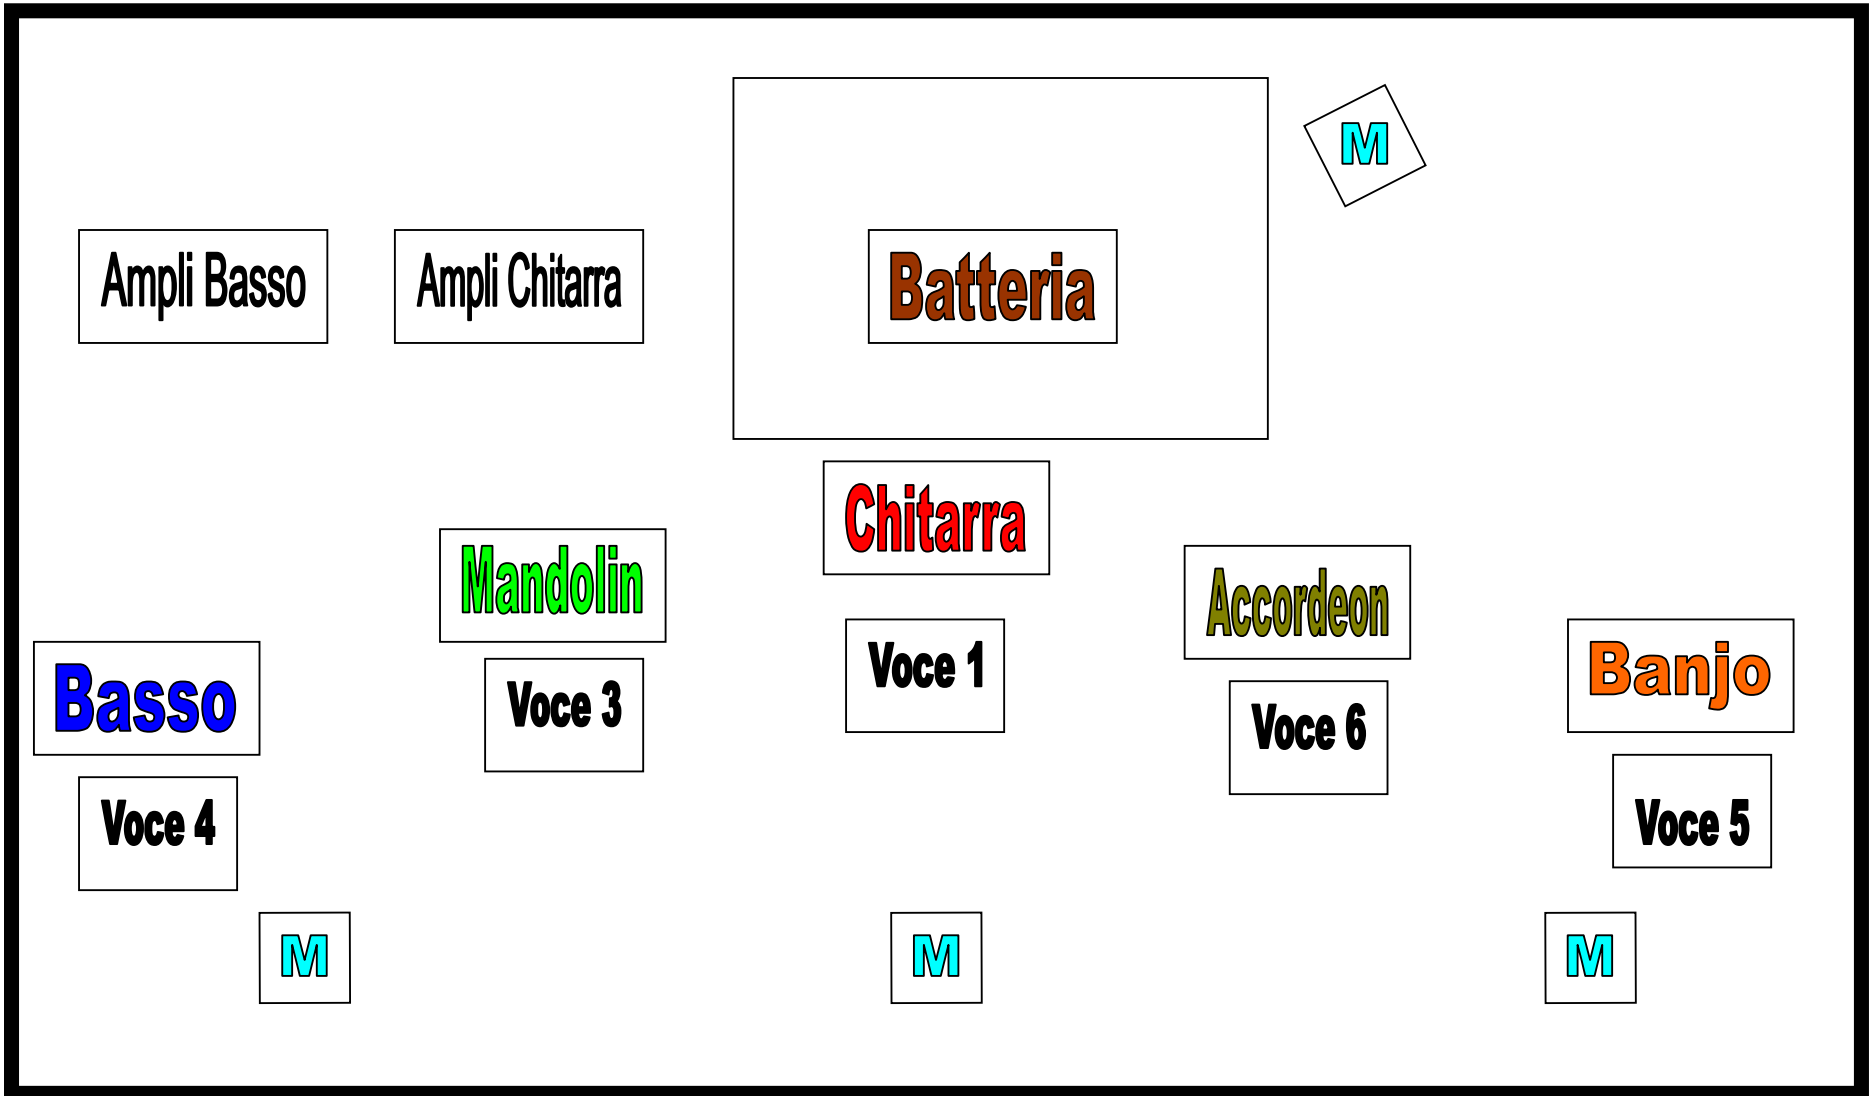 M
Ampli Basso
Ampli Chitarra
Batteria
Chitarra
Mandolin
Accordeon
Voce 1
Banjo
Basso
Voce 3
Voce 6
Voce 4
Voce 5
M
M
M